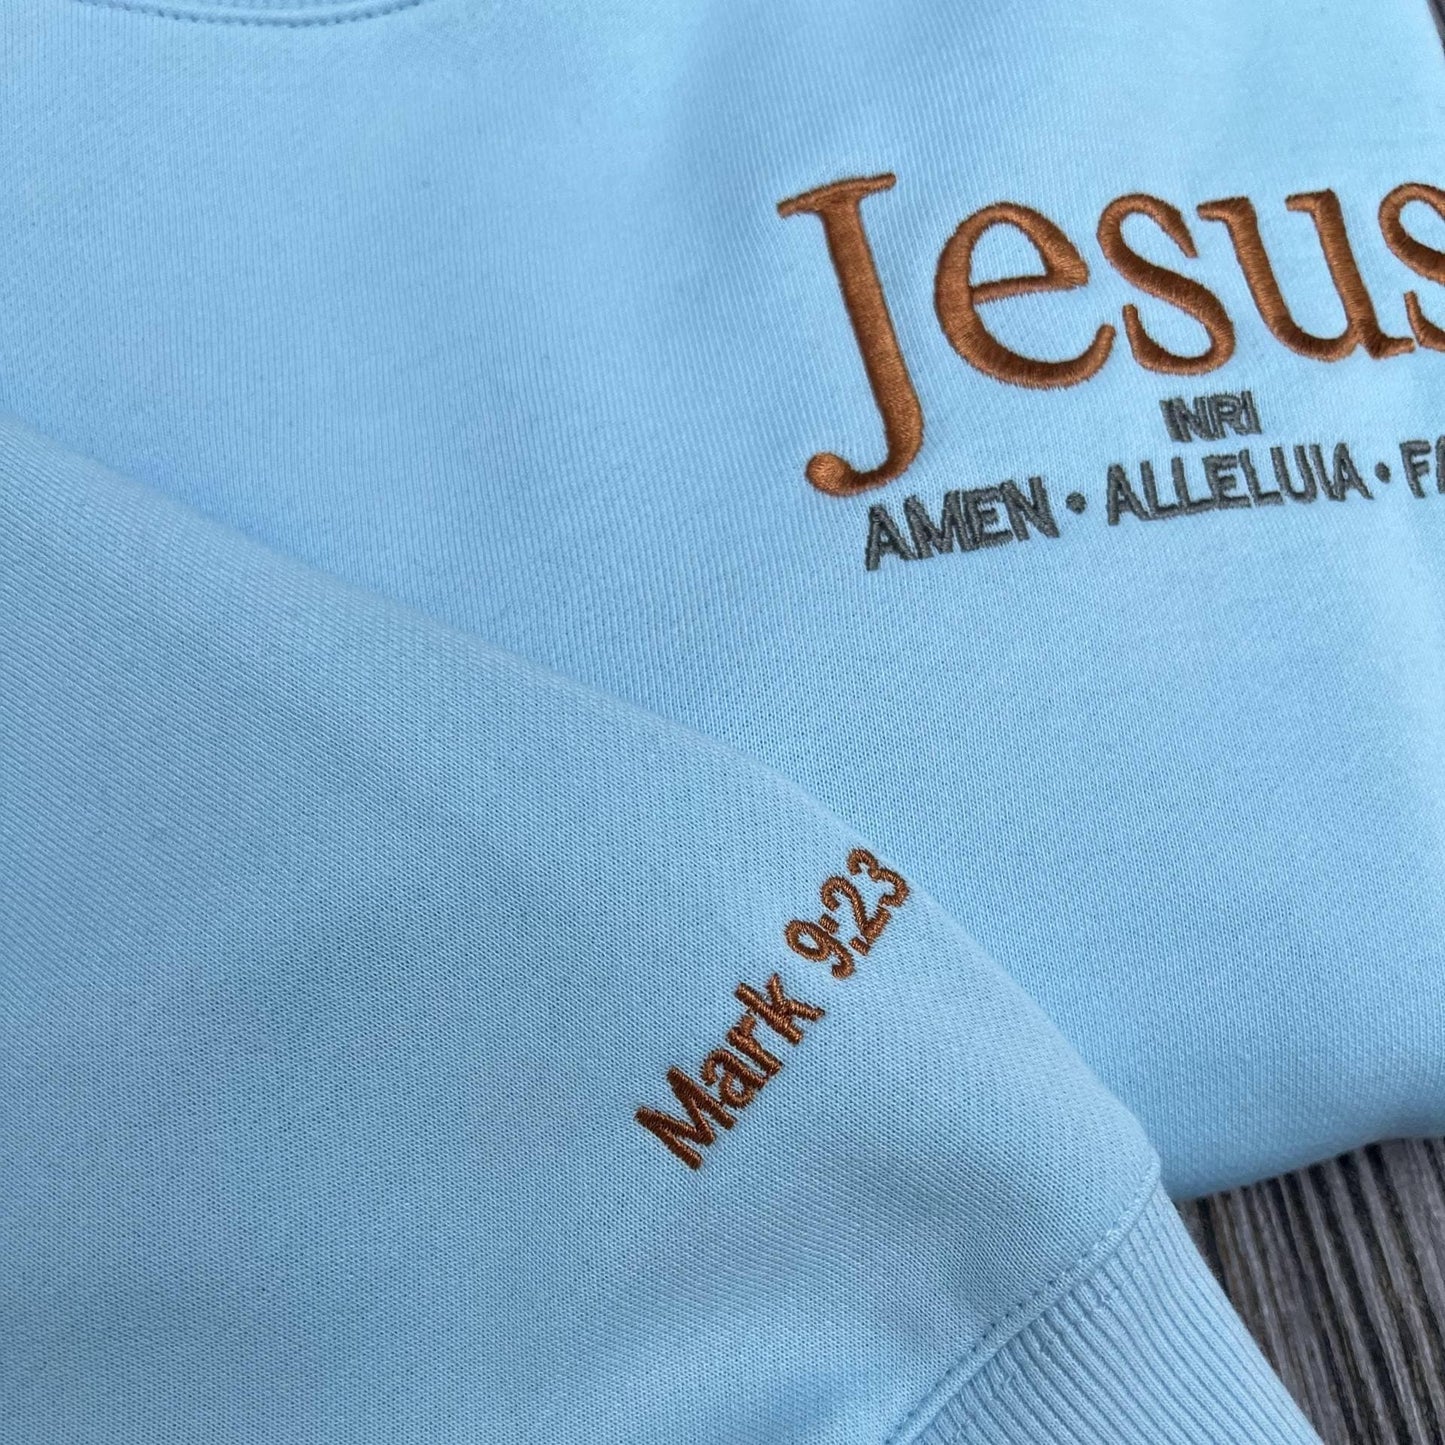 Jesus
INRI
AMEN • ALLELUIA •
Mark 9:23